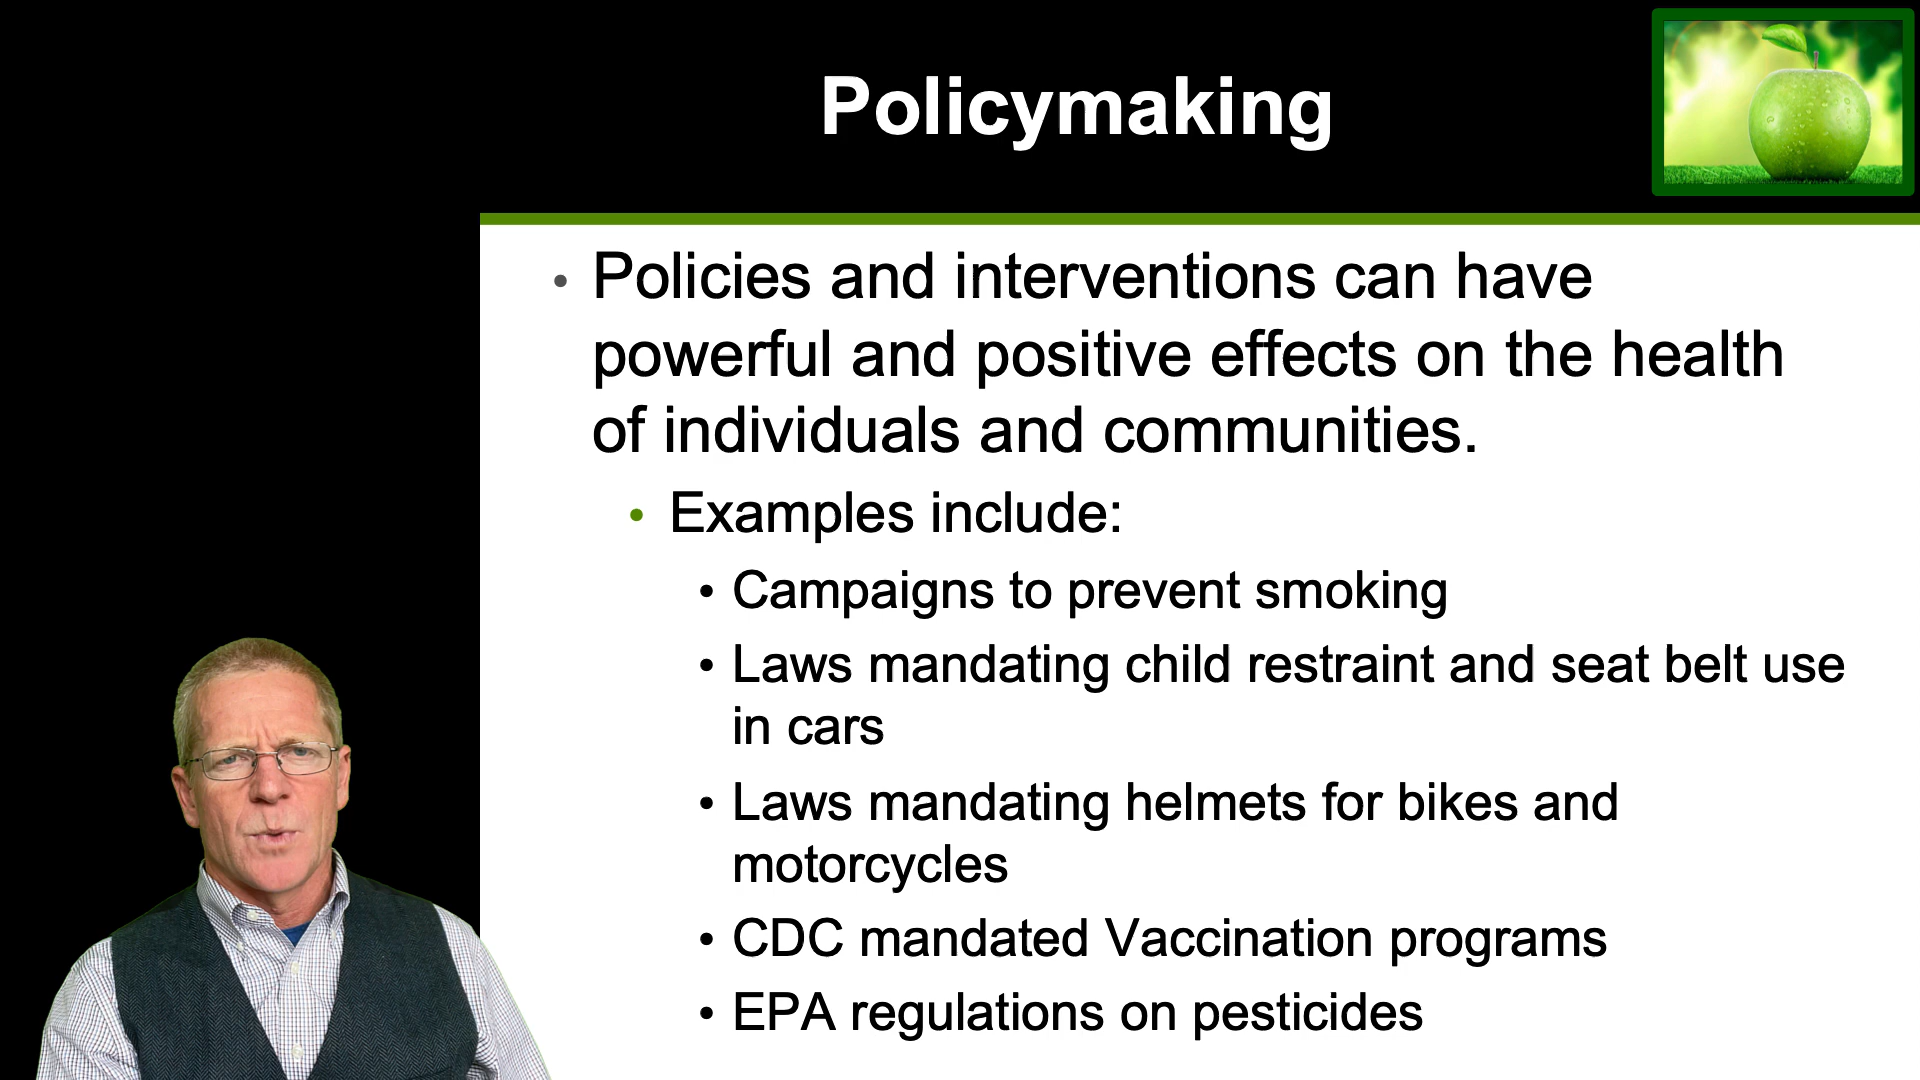 Policymaking
• Policies and interventions can have
powerful and positive effects on the health
of individuals and communities.
• Examples include:
• Campaigns to prevent smoking
• Laws mandating child restraint and seat belt use
in cars
• Laws mandating helmets for bikes and
motorcycles
• CDC mandated Vaccination programs
• EPA regulations on pesticides